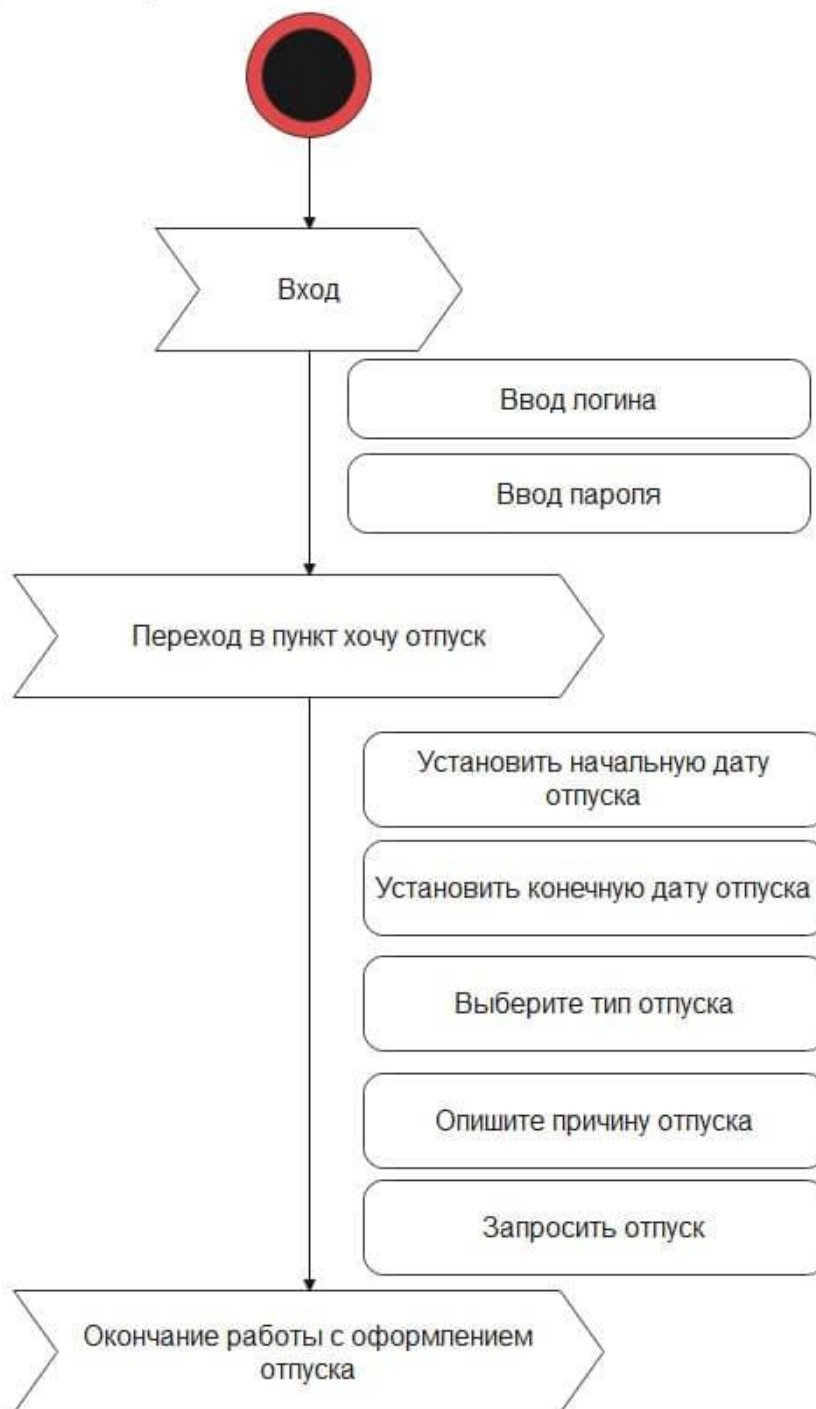 Вход
Ввод логина
Ввод пароля
Переход в пункт хочу отпуск
Установить начальную дату
отпуска
Установить конечную дату отпуска
Выберите тип отпуска
Опишите причину отпуска
Запросить отпуск
Окончание работы с оформлением
отпуска